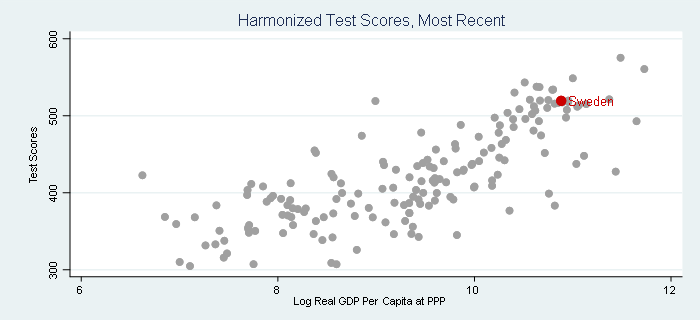 Harmonized Test Scores, Most Recent
600
500
400
300
Test Scores
Sweden
6
8
10
12
Log Real GDP Per Capita at PPP